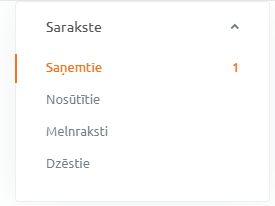 Sarakste
Saņemtie 1
Nosūtītie
Melnraksti
Dzēstie